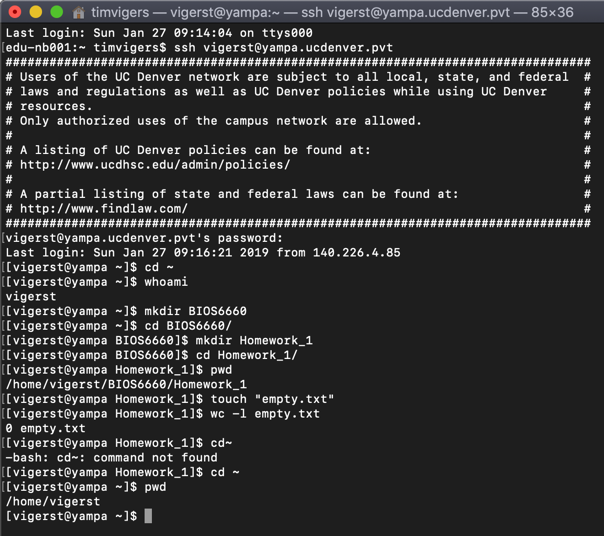 timvigers — vigerst@yampa:~ — ssh vigerst@yampa.ucdenver.pvt — 85×36
Last login: Sun Jan 27 09:14:04 on ttys000
[edu-nb001:~ timvigers$ ssh vigerst@yampa.ucdenver.pvt
################################################################################
# Users of the UC Denver network are subject to all local, state, and federal  #
# laws and regulations as well as UC Denver policies while using UC Denver     #
# resources.                                                                   #
# Only authorized uses of the campus network are allowed.                      #
#                                                                              #
# A listing of UC Denver policies can be found at:                             #
# http://www.ucdhsc.edu/admin/policies/                                        #
#                                                                              #
# A partial listing of state and federal laws can be found at:                 #
# http://www.findlaw.com/                                                      #
################################################################################
[vigerst@yampa.ucdenver.pvt's password:
Last login: Sun Jan 27 09:16:21 2019 from 140.226.4.85
[[vigerst@yampa ~]$ cd ~
[[vigerst@yampa ~]$ whoami
vigerst
[[vigerst@yampa ~]$ mkdir BIOS6660
[[vigerst@yampa ~]$ cd BIOS6660/
[[vigerst@yampa BIOS6660]$ mkdir Homework_1
[[vigerst@yampa BIOS6660]$ cd Homework_1/
[[vigerst@yampa Homework_1]$ pwd
/home/vigerst/BIOS6660/Homework_1
[[vigerst@yampa Homework_1]$ touch "empty.txt"
[[vigerst@yampa Homework_1]$ wc -l empty.txt
0 empty.txt
[[vigerst@yampa Homework_1]$ cd~
-bash: cd~: command not found
[[vigerst@yampa Homework_1]$ cd ~
[[vigerst@yampa ~]$ pwd
/home/vigerst
[vigerst@yampa ~]$